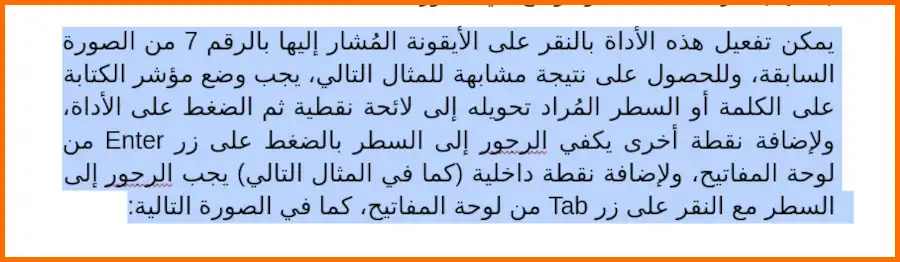 يمكن تفعيل هذه الأداة بالنقر على الأيقونة المُشار إليها بالرقم 7 من الصورة
السابقة، وللحصول على نتيجة مشابهة للمثال التالي، يجب وضع مؤشر الكتابة
على الكلمة أو السطر المُراد تحويله إلى لائحة نقطية ثم الضغط على الأداة،
ولإضافة نقطة أخرى يكفي الرجور إلى السطر بالضغط على زر Enter من
لوحة المفاتيح، ولإضافة نقطة داخلية (كما في المثال التالي) يجب الرجور إلى
السطر مع النقر على زر Tab من لوحة المفاتيح، كما في الصورة التالية: